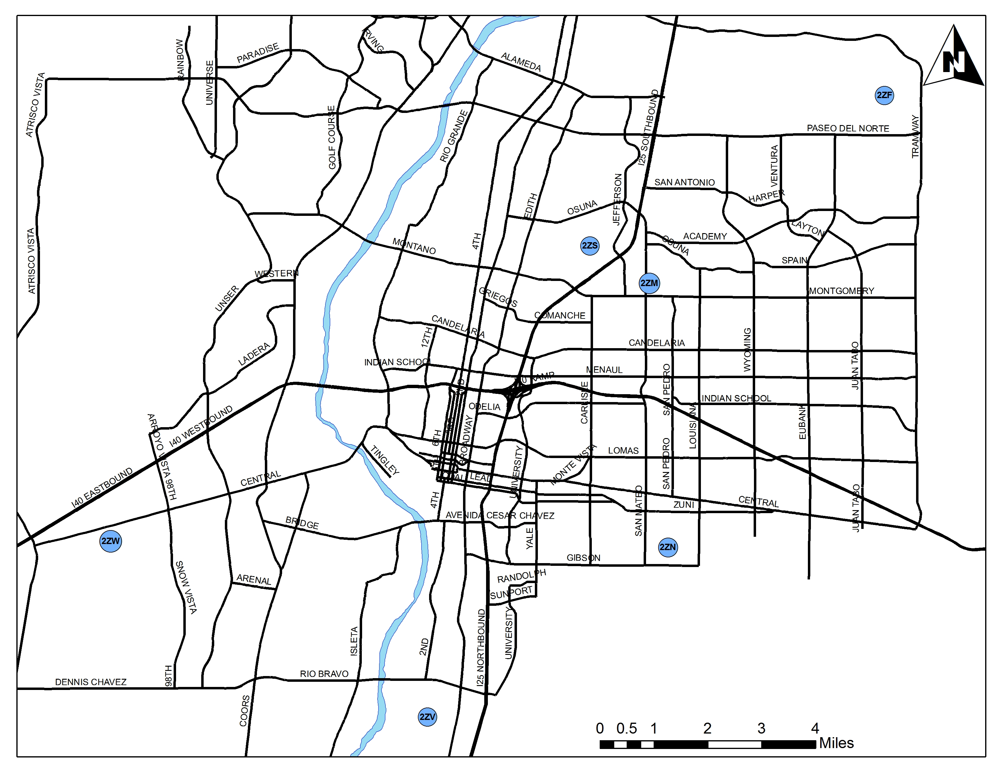 IRVING
RAINBOW
PARADISE
ALAMEDA
N
UNIVERSE
ATRISCO VISTA
2ZF
I25 SOUTHBOUND
GOLF COURSE
RIO GRANDE
PASEO DEL NORTE
TRAMWAY
VENTURA
SAN ANTONIO
JEFFERSON
HARPER
EDITH
OSUNA
LAYTON
ATRISCO VISTA
4TH
MONTANO
2ZS
ACADEMY
OSUNA
SPAIN
WESTERN
2ZM
UNSER
GRIEGOS
MONTGOMERY
COMANCHE
CANDELARIA
12TH
CANDELARIA
WYOMING
JUAN TABO
LADERA
INDIAN SCHOOL
MENAUL
RAMP
2ND
SAN PEDRO
CARLISLE
ODELIA
INDIAN SCHOOL
LOUISIANA
EUBANK
I40 WESTBOUND
ARROYO VISTA 98TH
6TH
3RD
BROADWAY
TINGLEY
UNIVERSITY
MONTE VISTA
LOMAS
SAN PEDRO
I40 EASTBOUND
CENTRAL
LEAD
4TH
SAN MATEO
ZUNI
CENTRAL
JUAN TABO
BRIDGE
AVENIDA CESAR CHAVEZ
2ZW
YALE
2ZN
GIBSON
SNOW VISTA
ARENAL
RANDOLPH
SUNPORT
ISLETA
2ND
I25 NORTHBOUND
UNIVERSITY
98TH
RIO BRAVO
DENNIS CHAVEZ
COORS
2ZV
0 0.5 1 2 3 4
Miles